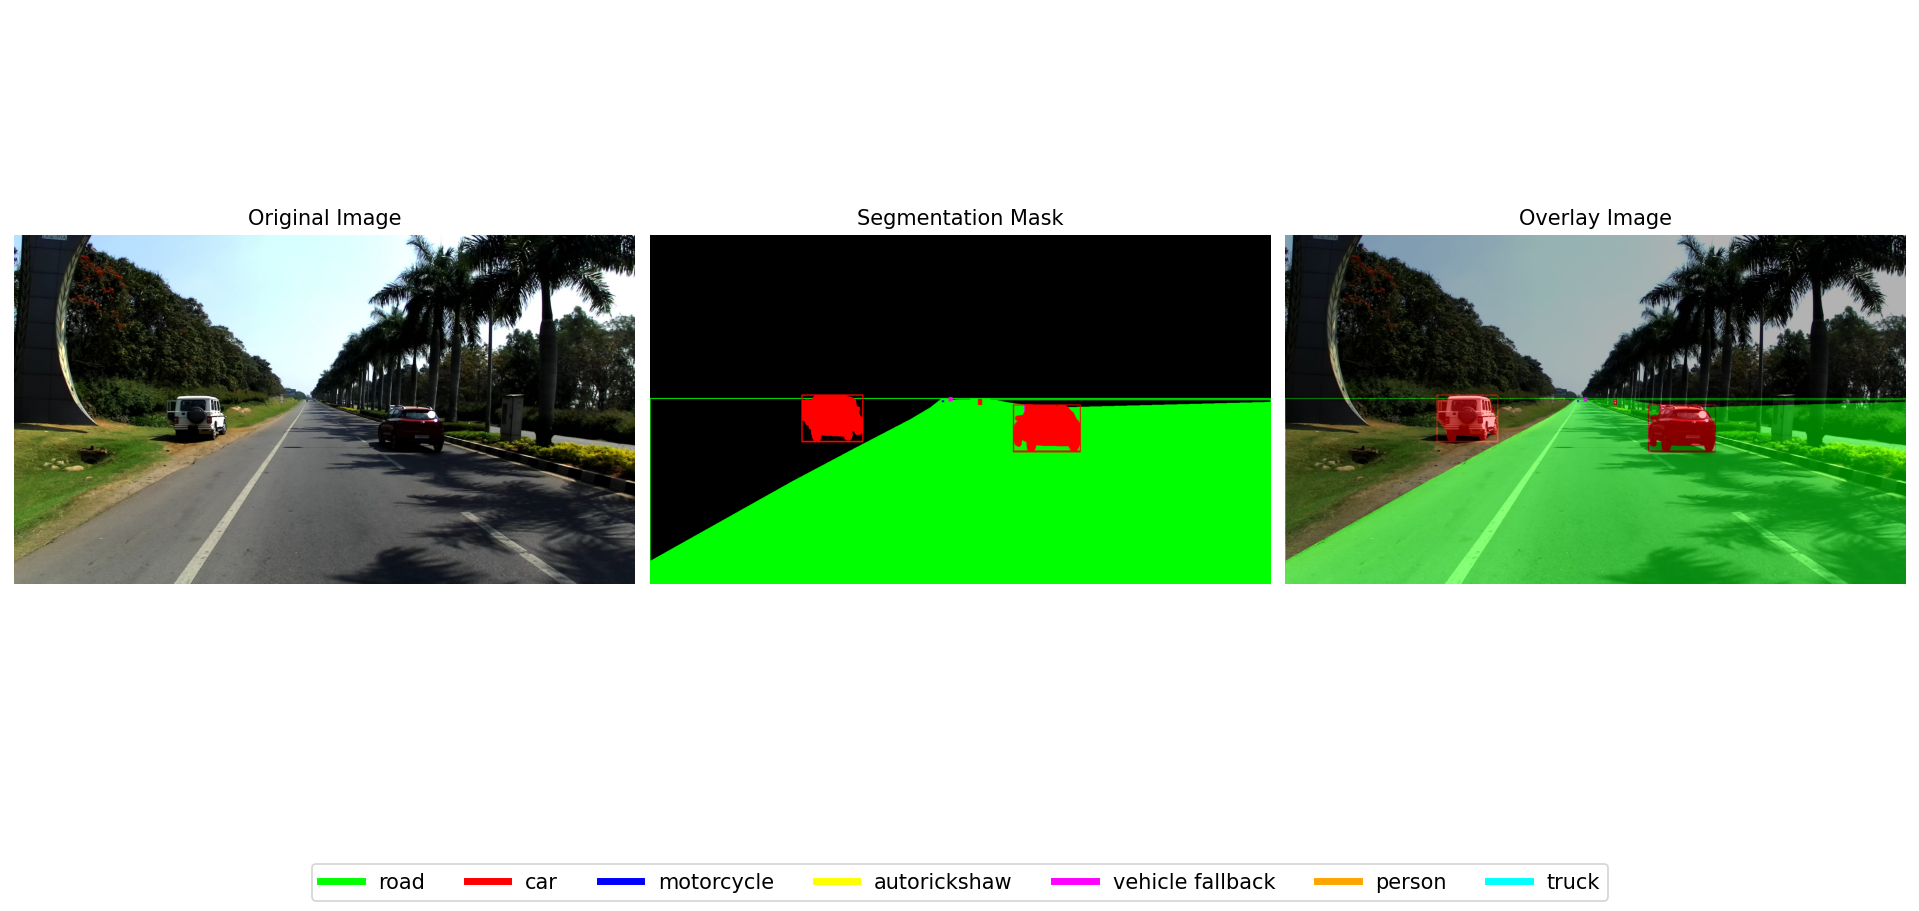 Original Image
Segmentation Mask
Overlay Image
road
car
motorcycle
autorickshaw
vehicle fallback
person
truck